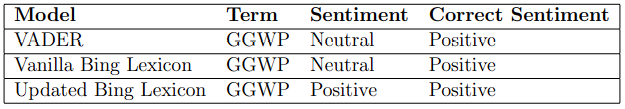 Model Term Sentiment Correct Sentiment
VADER GGWP Neutral Positive
Vanilla Bing Lexicon GGWP Neutral Positive
Updated Bing Lexicon GGWP Positive Positive